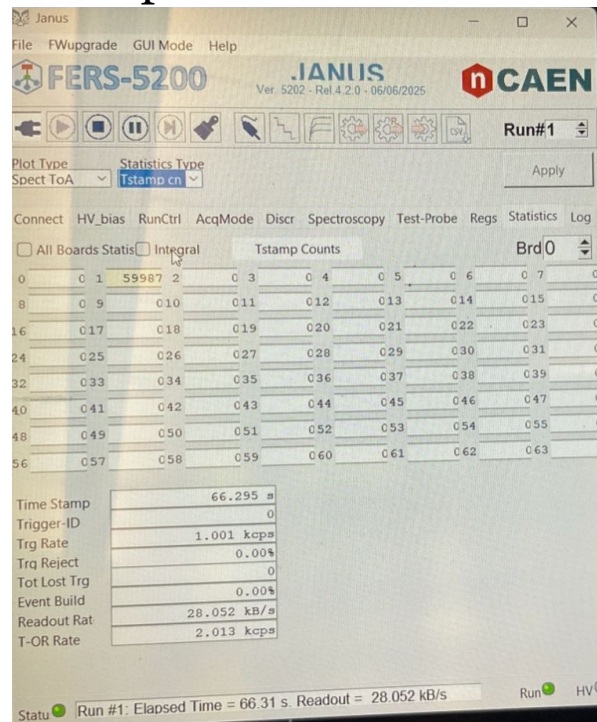 Janus
File FWupgrade GUI Mode Help
FERS-5200
JANUS
Ver. 5202 - Rel.4.2.0 - 06/06/2025
n CAEN
CSV
Run#1
Plot Type Statistics Type
Spect ToA Tstamp cn
Apply
Connect HV_bias RunCtrl AcqMode Discr Spectroscopy Test-Probe Regs Statistics Log
All Boards Statis Integral Tstamp Counts Brd 0
0 0 1 59987 2 0 3 0 4 0 5 0 6 0 7 0
8 0 9 0 10 0 11 0 12 0 13 0 14 0 15 0
16 0 17 0 18 0 19 0 20 0 21 0 22 0 23 0
24 0 25 0 26 0 27 0 28 0 29 0 30 0 31 0
32 0 33 0 34 0 35 0 36 0 37 0 38 0 39 0
40 0 41 0 42 0 43 0 44 0 45 0 46 0 47 0
48 0 49 0 50 0 51 0 52 0 53 0 54 0 55 0
56 0 57 0 58 0 59 0 60 0 61 0 62 0 63
Time Stamp 66.295 s
Trigger-ID 0
Trg Rate 1.001 kcps
Trg Reject 0.00%
Tot Lost Trg 0
Event Build 0.00%
Readout Rat 28.052 kB/s
T-OR Rate 2.013 kcps
Statu Run #1: Elapsed Time = 66.31 s. Readout = 28.052 kB/s Run HV